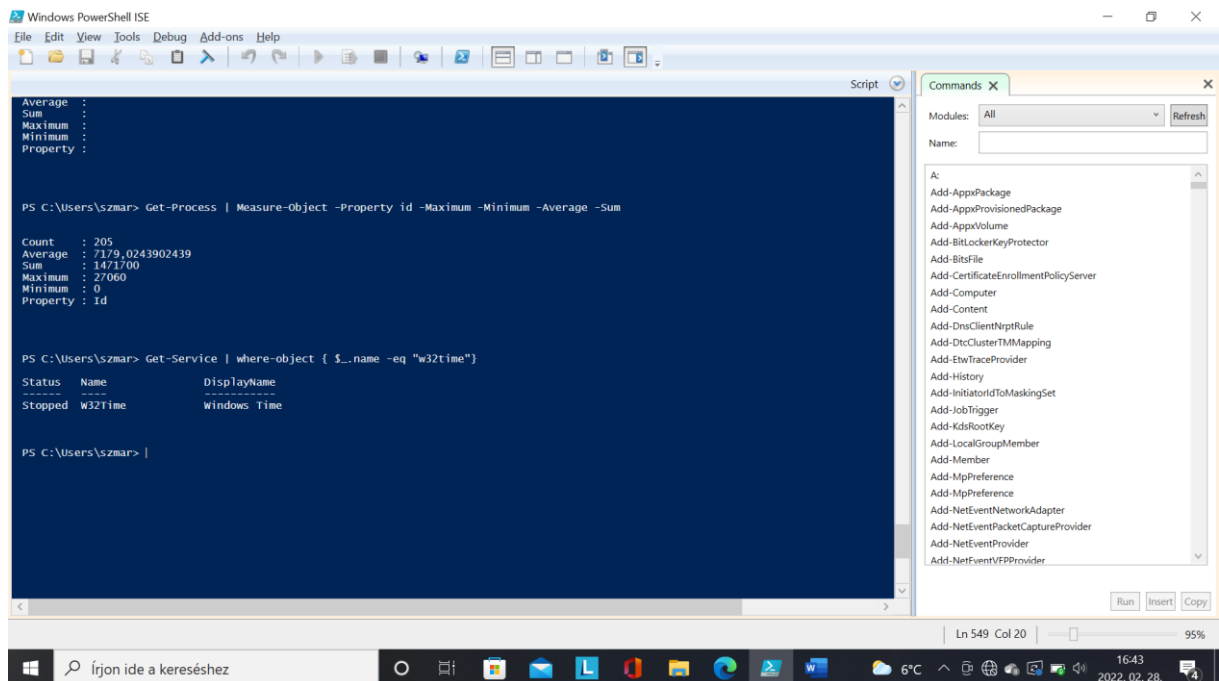 Windows PowerShell ISE
File Edit View Tools Debug Add-ons Help
Script
Average :
Sum :
Maximum :
Minimum :
Property :
PS C:\Users\szmar> Get-Process | Measure-Object -Property id -Maximum -Minimum -Average -Sum
Count : 205
Average : 7179,0243902439
Sum : 1471700
Maximum : 27060
Minimum : 0
Property : Id
PS C:\Users\szmar> Get-Service | where-object { $_.name -eq "w32time"}
Status Name DisplayName
------ ---- -----------
Stopped W32Time Windows Time
PS C:\Users\szmar>
Commands
Modules: All Refresh
Name:
A:
Add-AppxPackage
Add-AppxProvisionedPackage
Add-AppxVolume
Add-BitLockerKeyProtector
Add-BitsFile
Add-CertificateEnrollmentPolicyServer
Add-Computer
Add-Content
Add-DnsClientNrptRule
Add-DtcClusterTMMapping
Add-EtwTraceProvider
Add-History
Add-InitiatorIdToMaskingSet
Add-JobTrigger
Add-KdsRootKey
Add-LocalGroupMember
Add-Member
Add-MpPreference
Add-MpPreference
Add-NetEventNetworkAdapter
Add-NetEventPacketCaptureProvider
Add-NetEventProvider
Add-NetEventVFPProvider
Run Insert Copy
Ln 549 Col 20 95%
Írjon ide a kereséshez
L
W
6°C
16:43
2022. 02. 28.
4